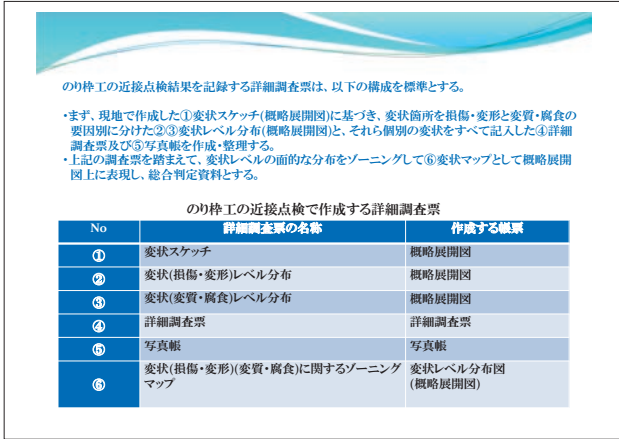 のり枠工の近接点検結果を記録する詳細調査票は、以下の構成を標準とする。
・まず、現地で作成した①変状スケッチ(概略展開図)に基づき、変状箇所を損傷・変形と変質・腐食の
要因別に分けた②③変状レベル分布(概略展開図)と、それら個別の変状をすべて記入した④詳細
調査票及び⑤写真帳を作成・整理する。
・上記の調査票を踏まえて、変状レベルの面的な分布をゾーニングして⑥変状マップとして概略展開
図上に表現し、総合判定資料とする。
のり枠工の近接点検で作成する詳細調査票
No 詳細調査票の名称 作成する帳票
① 変状スケッチ 概略展開図
② 変状(損傷・変形)レベル分布 概略展開図
③ 変状(変質・腐食)レベル分布 概略展開図
④ 詳細調査票 詳細調査票
⑤ 写真帳 写真帳
⑥ 変状(損傷・変形)(変質・腐食)に関するゾーニング 変状レベル分布図
マップ (概略展開図)